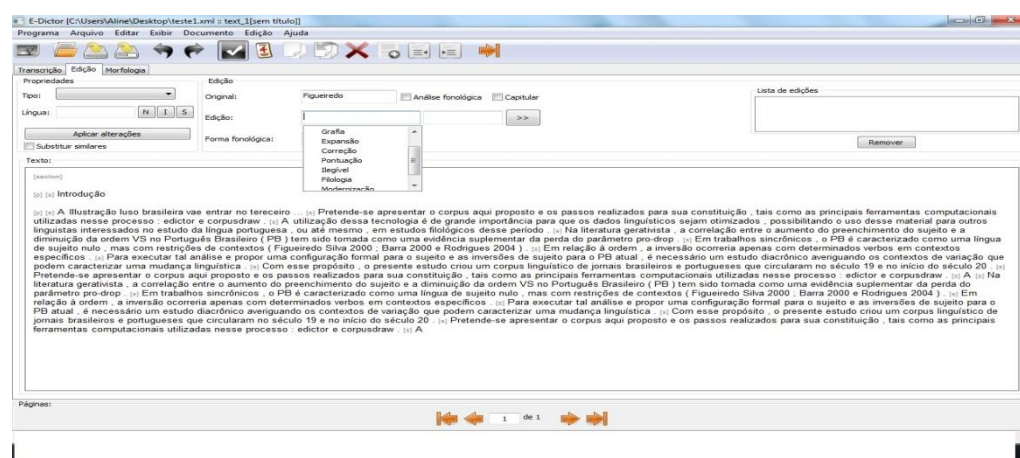 E-Dictor [C:\Users\Aline\Desktop\teste1.xml :: text_1[sem título]]
Programa Arquivo Editar Exibir Documento Edição Ajuda
Transcrição Edição Morfologia
Propriedades
Tipo:
Língua: N I S
Aplicar alterações
Substituir similares
Edição
Original: Figueiredo Análise fonológica Capitular
Edição: >>
Forma fonológica:
Grafia
Expansão
Correção
Pontuação
Ilegível
Filologia
Modernização
Lista de edições
Remover
Texto:
[section]
[p] [s] Introdução
[p] [s] A Illustração luso brasileira vae entrar no tereceiro ... [s] Pretende-se apresentar o corpus aqui proposto e os passos realizados para sua constituição , tais como as principais ferramentas computacionais
utilizadas nesse processo : edictor e corpusdraw . [s] A utilização dessa tecnologia é de grande importância para que os dados linguísticos sejam otimizados , possibilitando o uso desse material para outros
linguistas interessados no estudo da língua portuguesa , ou até mesmo , em estudos filológicos desse período . [s] Na literatura gerativista , a correlação entre o aumento do preenchimento do sujeito e a
diminuição da ordem VS no Português Brasileiro ( PB ) tem sido tomada como uma evidência suplementar da perda do parâmetro pro-drop . [s] Em trabalhos sincrônicos , o PB é caracterizado como uma língua
de sujeito nulo , mas com restrições de contextos ( Figueiredo Silva 2000 ; Barra 2000 e Rodrigues 2004 ) . [s] Em relação à ordem , a inversão ocorreria apenas com determinados verbos em contextos
específicos . [s] Para executar tal análise e propor uma configuração formal para o sujeito e as inversões de sujeito para o PB atual , é necessário um estudo diacrônico averiguando os contextos de variação que
podem caracterizar uma mudança linguística . [s] Com esse propósito , o presente estudo criou um corpus linguístico de jornais brasileiros e portugueses que circularam no século 19 e no início do século 20 . [s]
Pretende-se apresentar o corpus aqui proposto e os passos realizados para sua constituição , tais como as principais ferramentas computacionais utilizadas nesse processo : edictor e corpusdraw . [s] A [s] Na
literatura gerativista , a correlação entre o aumento do preenchimento do sujeito e a diminuição da ordem VS no Português Brasileiro ( PB ) tem sido tomada como uma evidência suplementar da perda do
parâmetro pro-drop . [s] Em trabalhos sincrônicos , o PB é caracterizado como uma língua de sujeito nulo , mas com restrições de contextos ( Figueiredo Silva 2000 ; Barra 2000 e Rodrigues 2004 ) . [s] Em
relação à ordem , a inversão ocorreria apenas com determinados verbos em contextos específicos . [s] Para executar tal análise e propor uma configuração formal para o sujeito e as inversões de sujeito para o
PB atual , é necessário um estudo diacrônico averiguando os contextos de variação que podem caracterizar uma mudança linguística . [s] Com esse propósito , o presente estudo criou um corpus linguístico de
jornais brasileiros e portugueses que circularam no século 19 e no início do século 20 . [s] Pretende-se apresentar o corpus aqui proposto e os passos realizados para sua constituição , tais como as principais
ferramentas computacionais utilizadas nesse processo : edictor e corpusdraw . [s] A
Páginas:
1 de 1